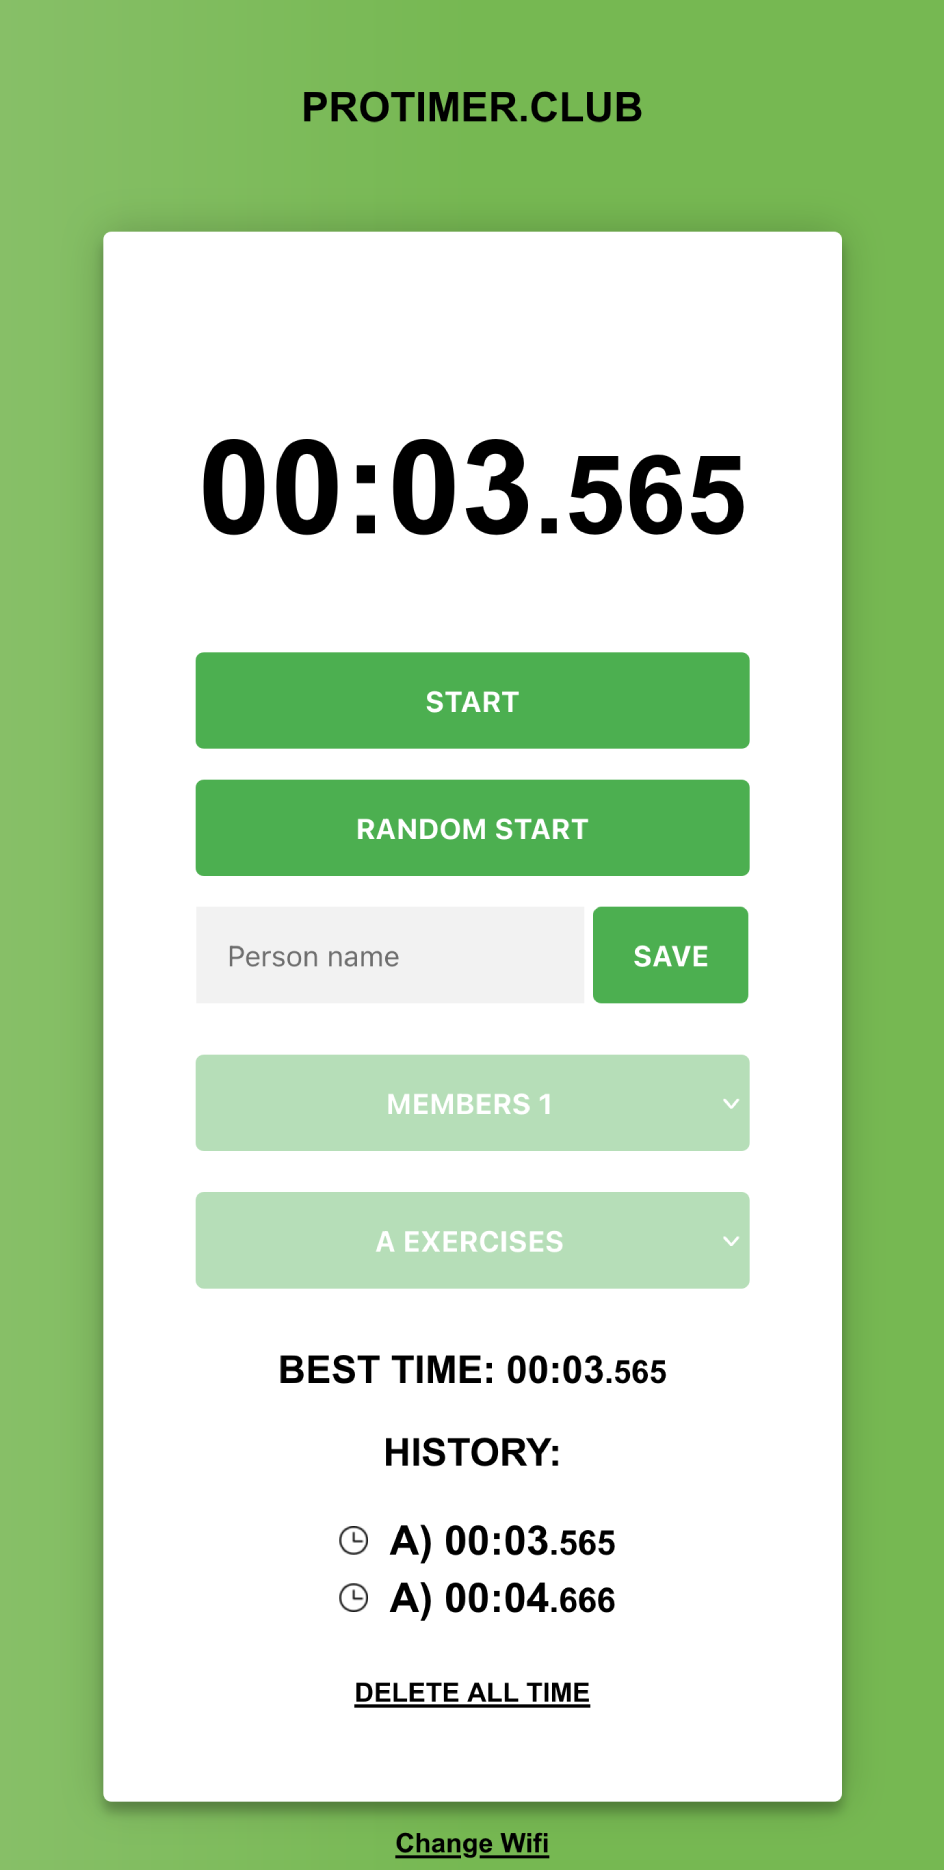 PROTIMER.CLUB
00:03.565
START
RANDOM START
Person name
SAVE
MEMBERS 1
A EXERCISES
BEST TIME: 00:03.565
HISTORY:
A) 00:03.565
A) 00:04.666
DELETE ALL TIME
Change Wifi